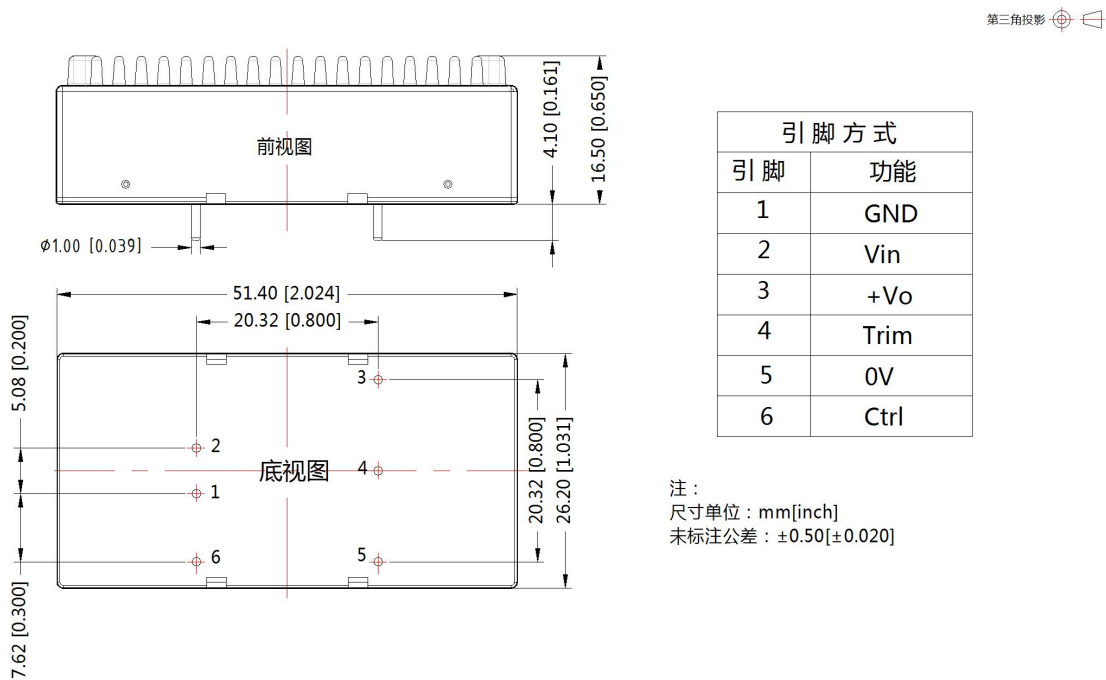 第三角投影
前视图
4.10 [0.161]
16.50 [0.650]
Ø1.00 [0.039]
51.40 [2.024]
20.32 [0.800]
5.08 [0.200]
7.62 [0.300]
20.32 [0.800]
26.20 [1.031]
3
2
底视图
4
1
6
5
引脚方式
引脚 功能
1 GND
2 Vin
3 +Vo
4 Trim
5 0V
6 Ctrl
注：
尺寸单位：mm[inch]
未标注公差：±0.50[±0.020]